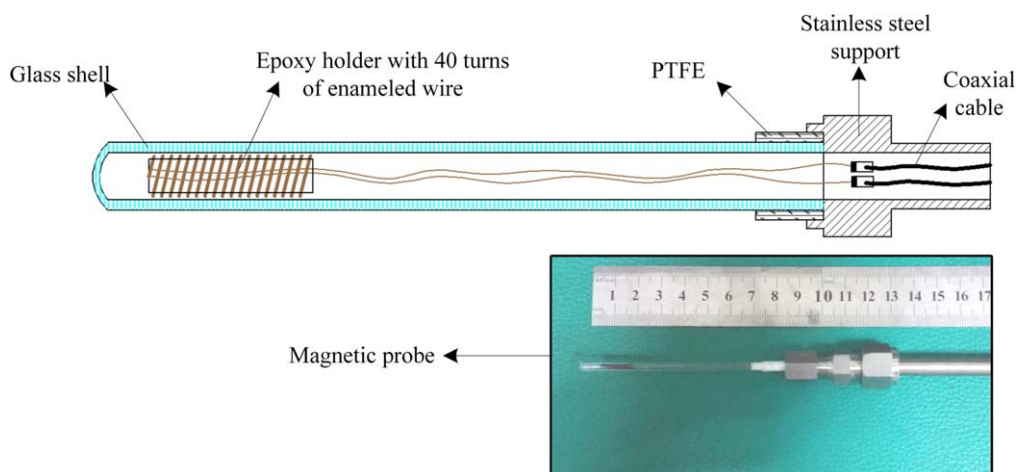 Stainless steel
support
Coaxial
cable
PTFE
Epoxy holder with 40 turns
of enameled wire
Glass shell
1 2 3 4 5 6 7 8 9 10 11 12 13 14 15 16 17
Magnetic probe